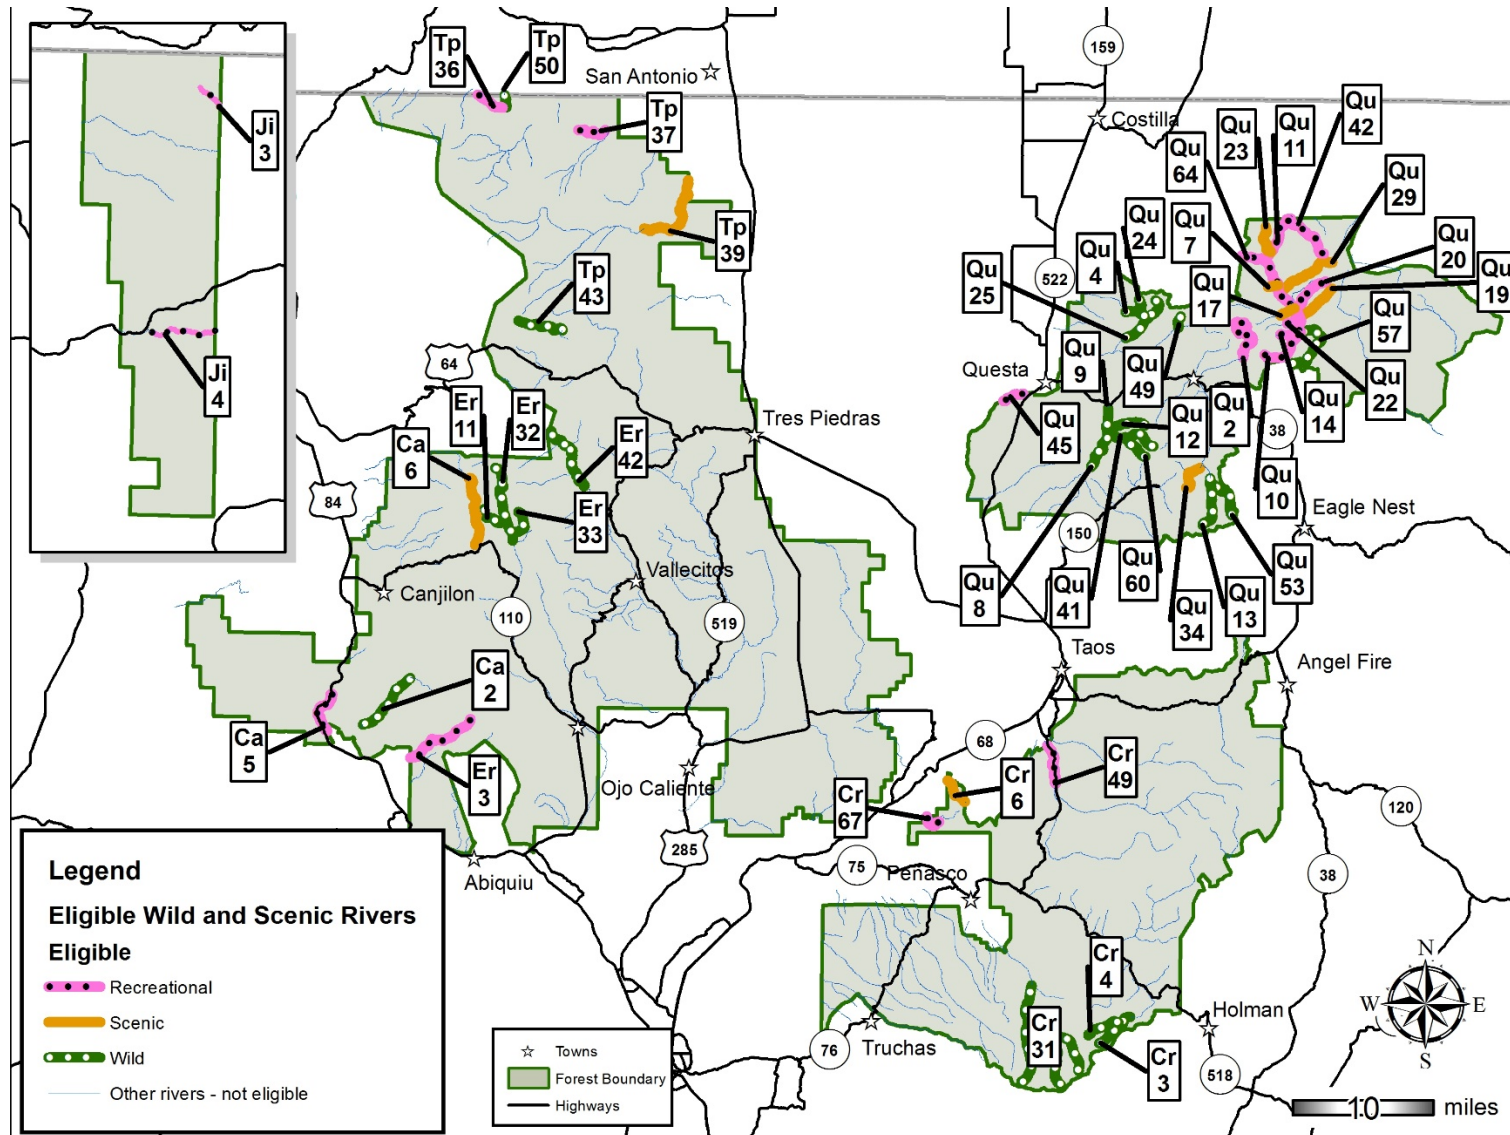 Ji
3
Ji
4
Tp
36
Tp
50
San Antonio
Tp
37
Tp
39
Tp
43
159
Costilla
Qu
23
Qu
11
Qu
42
Qu
64
Qu
29
Qu
7
Qu
24
Qu
4
522
Qu
25
Qu
20
Qu
19
Qu
17
Qu
57
Questa
Qu
9
Qu
49
Qu
45
Qu
12
Qu
2
38
Qu
14
Qu
22
Qu
10
Eagle Nest
150
Qu
8
Qu
41
Qu
60
Qu
34
Qu
13
Qu
53
64
Tres Piedras
Er
11
Er
32
Er
42
Ca
6
84
Er
33
Canjilon
Vallecitos
110
519
Taos
Angel Fire
Ca
2
Ca
5
Er
3
Ojo Caliente
285
Abiquiu
68
Cr
6
Cr
49
Cr
67
120
38
75
Peñasco
Cr
4
Cr
31
Cr
3
Holman
76
Truchas
518
Legend
Eligible Wild and Scenic Rivers
Eligible
Recreational
Scenic
Wild
Other rivers - not eligible
Towns
Forest Boundary
Highways
N
W
E
S
10 miles